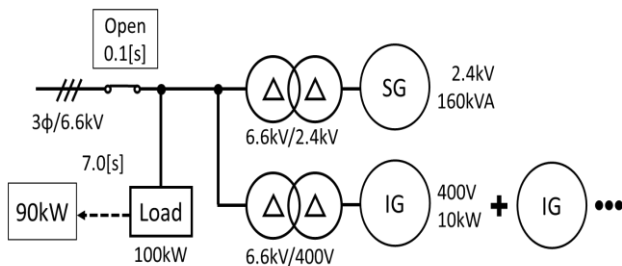 Open
0.1[s]
3ϕ/6.6kV
Δ Δ
SG
2.4kV
160kVA
6.6kV/2.4kV
7.0[s]
90kW
Load
100kW
Δ Δ
IG
400V
10kW
+
IG
•••
6.6kV/400V